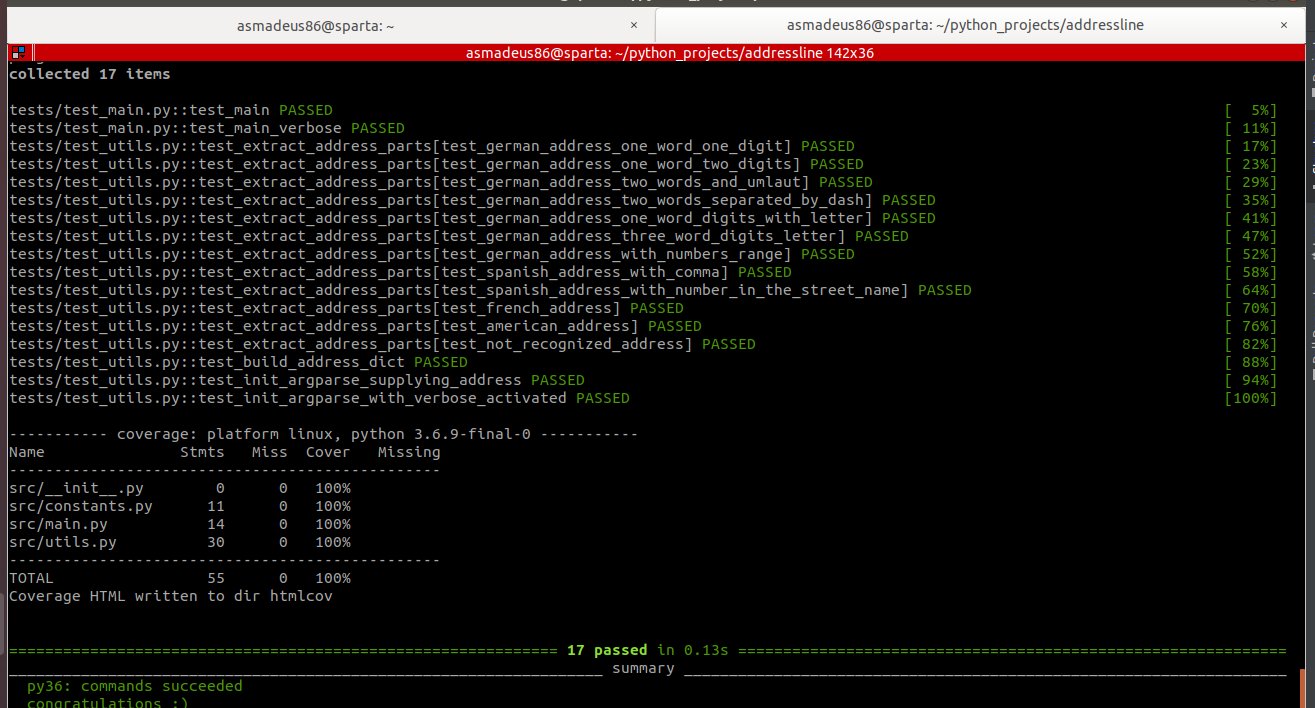 asmadeus86@sparta: ~ × asmadeus86@sparta: ~/python_projects/addressline ×
asmadeus86@sparta: ~/python_projects/addressline 142x36
collected 17 items
tests/test_main.py::test_main PASSED [  5%]
tests/test_main.py::test_main_verbose PASSED [ 11%]
tests/test_utils.py::test_extract_address_parts[test_german_address_one_word_one_digit] PASSED [ 17%]
tests/test_utils.py::test_extract_address_parts[test_german_address_one_word_two_digits] PASSED [ 23%]
tests/test_utils.py::test_extract_address_parts[test_german_address_two_words_and_umlaut] PASSED [ 29%]
tests/test_utils.py::test_extract_address_parts[test_german_address_two_words_separated_by_dash] PASSED [ 35%]
tests/test_utils.py::test_extract_address_parts[test_german_address_one_word_digits_with_letter] PASSED [ 41%]
tests/test_utils.py::test_extract_address_parts[test_german_address_three_word_digits_letter] PASSED [ 47%]
tests/test_utils.py::test_extract_address_parts[test_german_address_with_numbers_range] PASSED [ 52%]
tests/test_utils.py::test_extract_address_parts[test_spanish_address_with_comma] PASSED [ 58%]
tests/test_utils.py::test_extract_address_parts[test_spanish_address_with_number_in_the_street_name] PASSED [ 64%]
tests/test_utils.py::test_extract_address_parts[test_french_address] PASSED [ 70%]
tests/test_utils.py::test_extract_address_parts[test_american_address] PASSED [ 76%]
tests/test_utils.py::test_extract_address_parts[test_not_recognized_address] PASSED [ 82%]
tests/test_utils.py::test_build_address_dict PASSED [ 88%]
tests/test_utils.py::test_init_argparse_supplying_address PASSED [ 94%]
tests/test_utils.py::test_init_argparse_with_verbose_activated PASSED [100%]
----------- coverage: platform linux, python 3.6.9-final-0 -----------
Name Stmts Miss Cover Missing
------------------------------------------------
src/__init__.py 0 0 100%
src/constants.py 11 0 100%
src/main.py 14 0 100%
src/utils.py 30 0 100%
------------------------------------------------
TOTAL 55 0 100%
Coverage HTML written to dir htmlcov
============================================================= 17 passed in 0.13s =============================================================
__________________________________________________________________ summary ___________________________________________________________________
py36: commands succeeded
congratulations :)